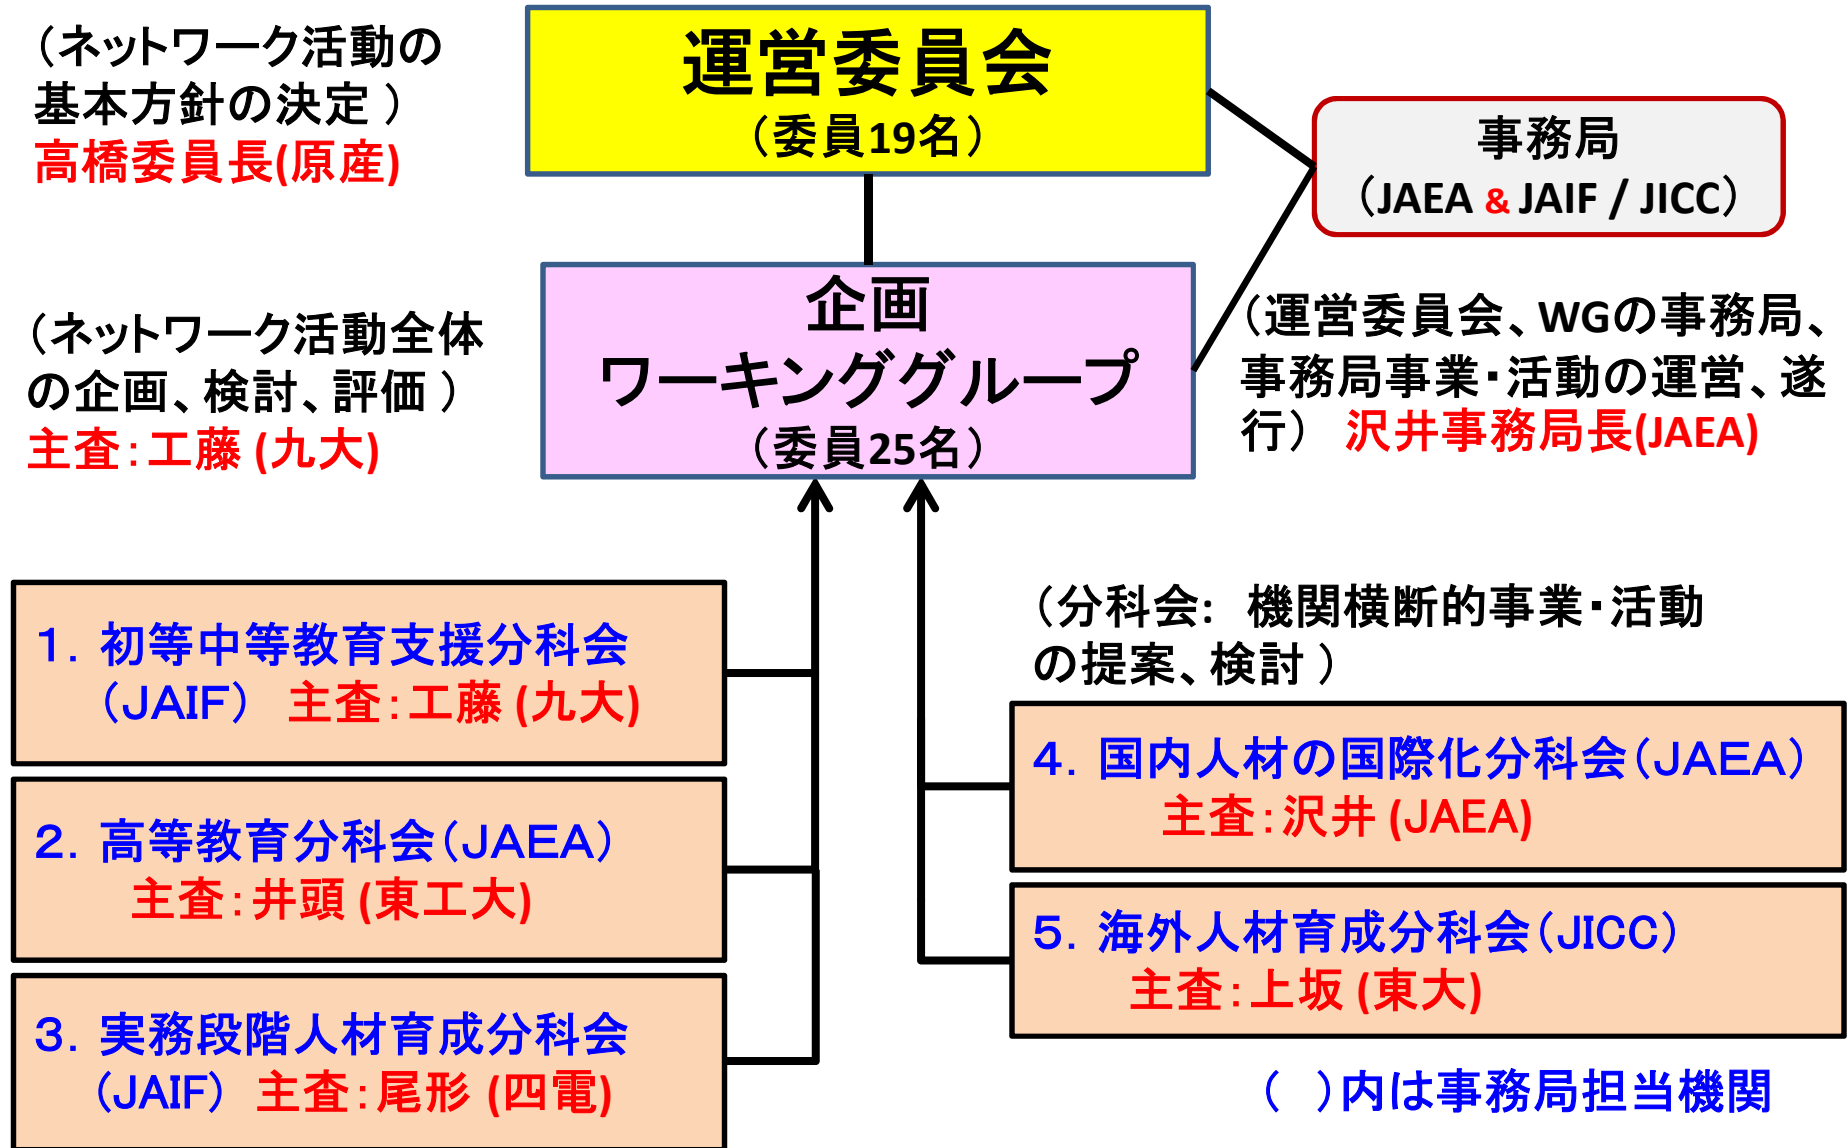 （ネットワーク活動の
基本方針の決定 ）
高橋委員長(原産)
運営委員会
（委員19名）
事務局
（JAEA & JAIF / JICC）
（ネットワーク活動全体
の企画、検討、評価 ）
主査：工藤 (九大)
企画
ワーキンググループ
（委員25名）
（運営委員会、WGの事務局、
事務局事業・活動の運営、遂
行） 沢井事務局長(JAEA)
１．初等中等教育支援分科会
（JAIF） 主査：工藤 (九大)
２．高等教育分科会（JAEA）
主査：井頭 (東工大)
３．実務段階人材育成分科会
（JAIF） 主査：尾形 (四電)
（分科会： 機関横断的事業・活動
の提案、検討 ）
４．国内人材の国際化分科会（JAEA）
主査：沢井 (JAEA)
５．海外人材育成分科会（JICC）
主査：上坂 (東大)
（ ）内は事務局担当機関